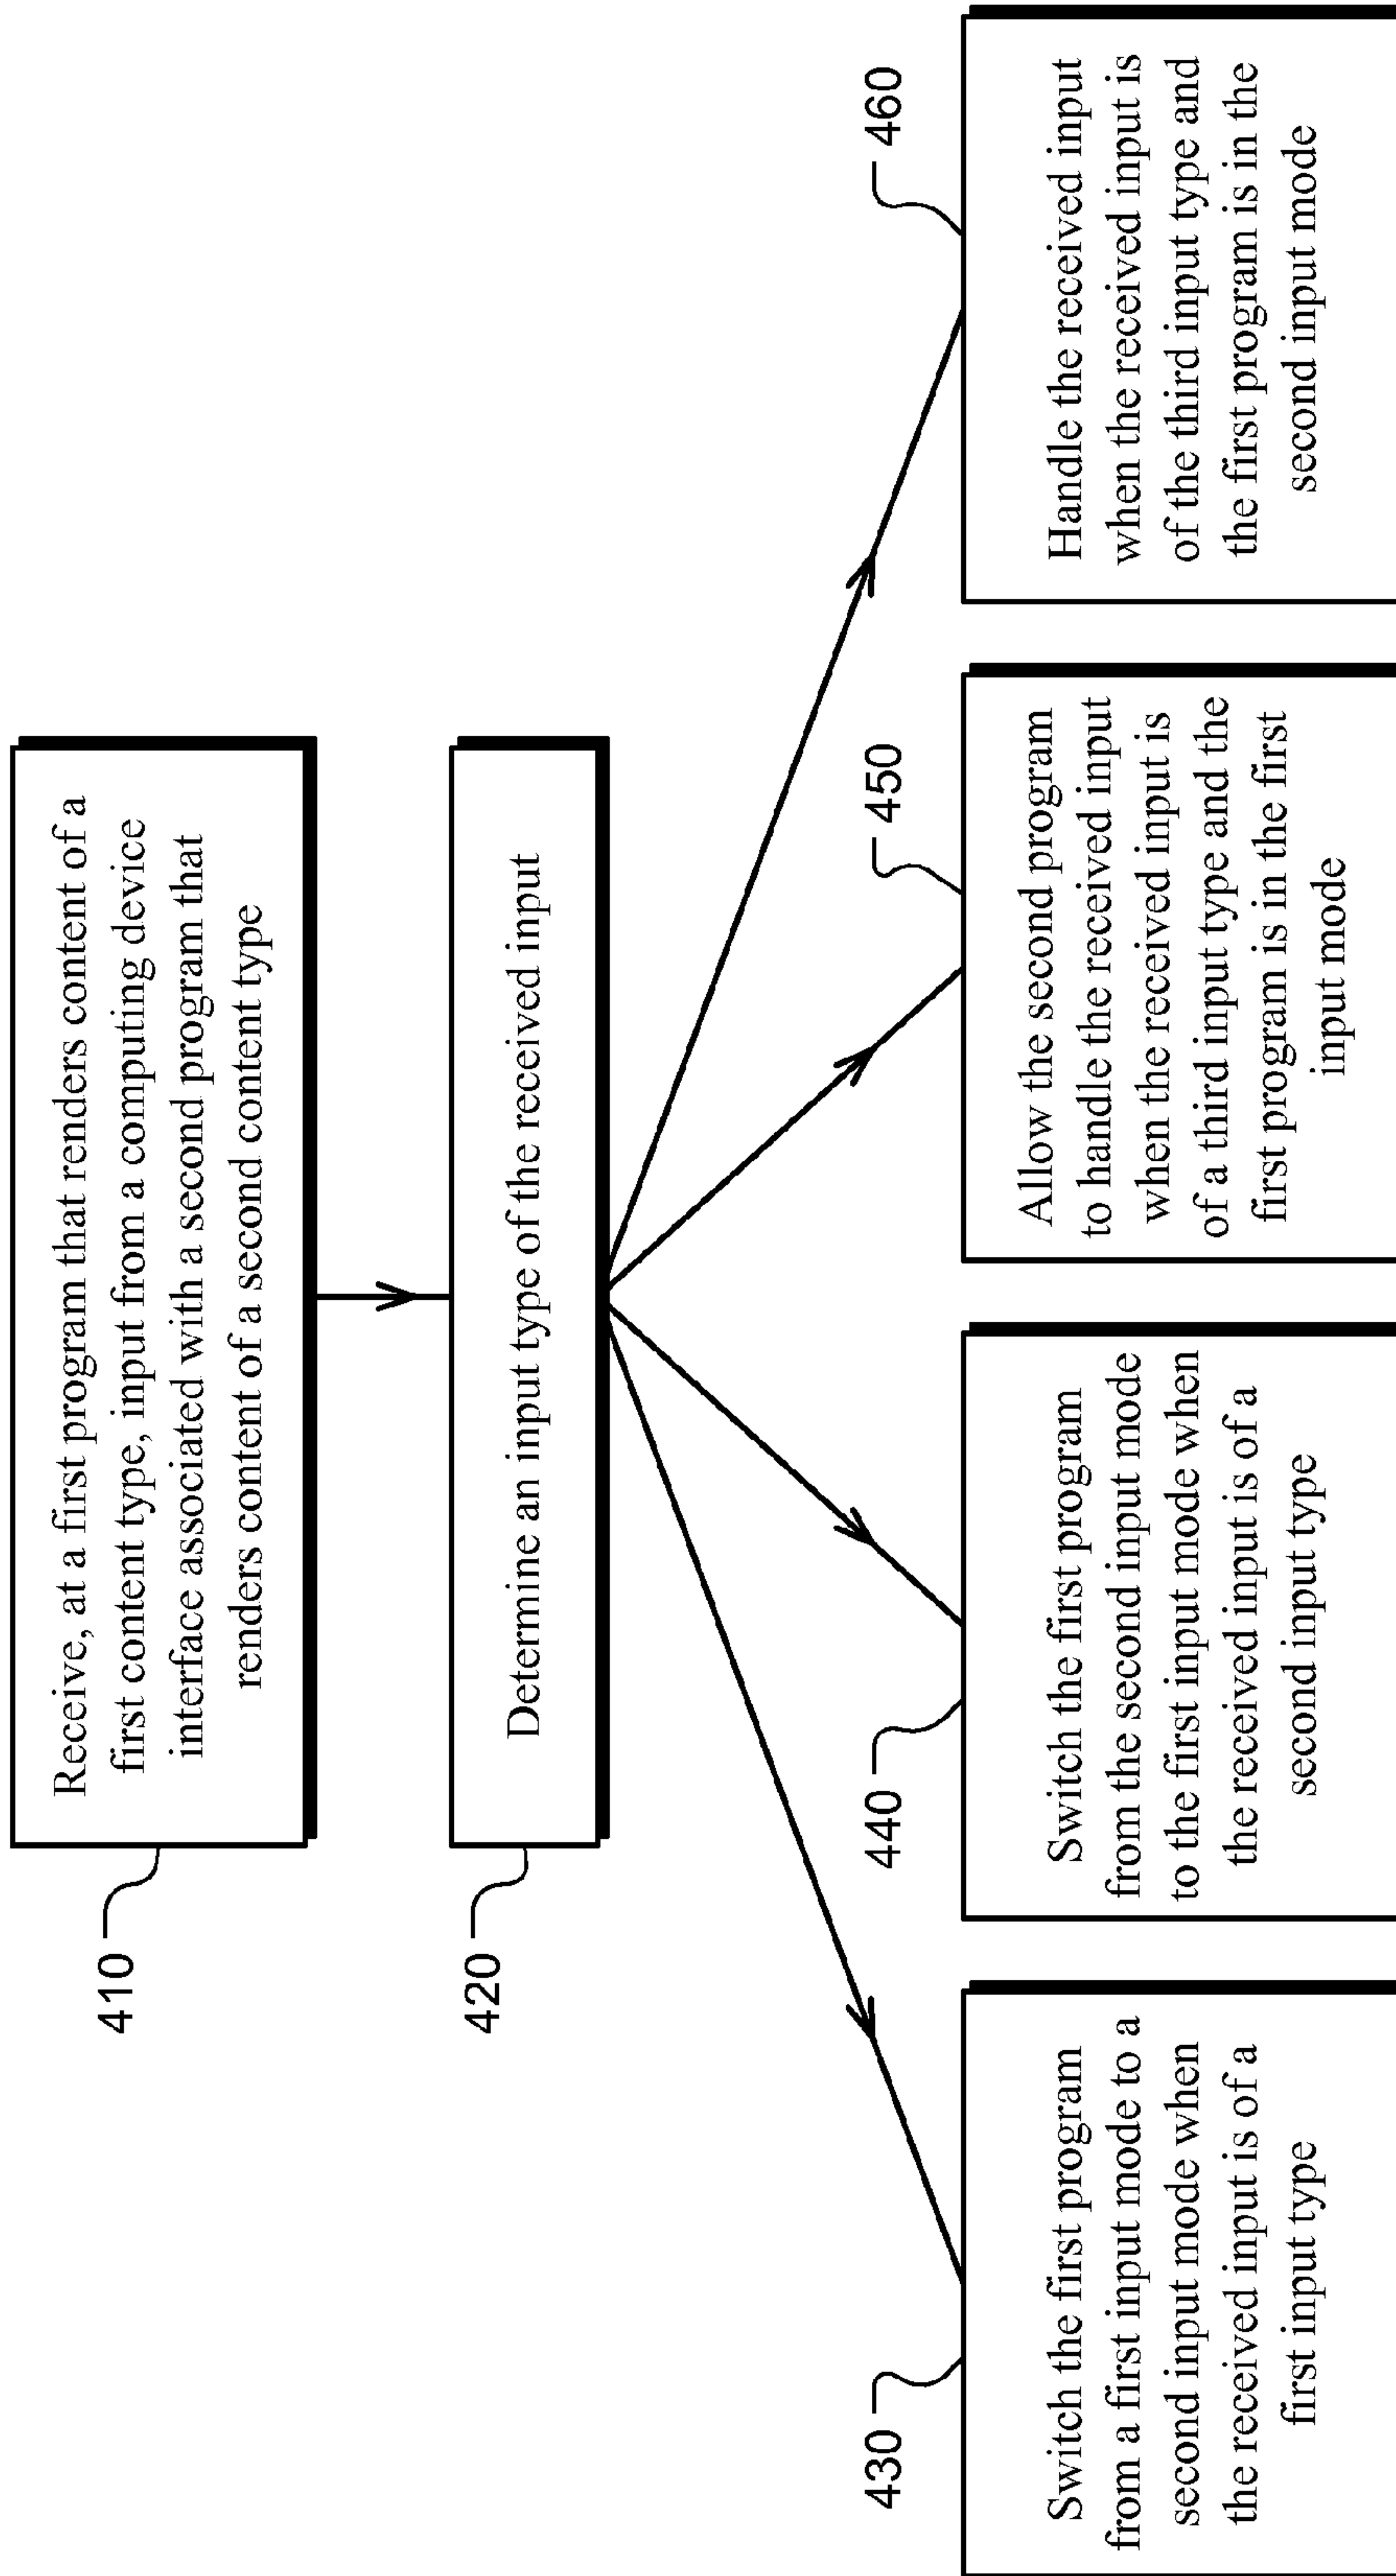 410
Receive, at a first program that renders content of a
first content type, input from a computing device
interface associated with a second program that
renders content of a second content type
420
Determine an input type of the received input
430
Switch the first program
from a first input mode to a
second input mode when
the received input is of a
first input type
440
Switch the first program
from the second input mode
to the first input mode when
the received input is of a
second input type
450
Allow the second program
to handle the received input
when the received input is
of a third input type and the
first program is in the first
input mode
460
Handle the received input
when the received input is
of the third input type and
the first program is in the
second input mode